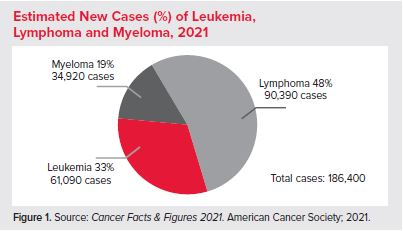 Estimated New Cases (%) of Leukemia,
Lymphoma and Myeloma, 2021
Myeloma 19%
34,920 cases
Lymphoma 48%
90,390 cases
Leukemia 33%
61,090 cases
Total cases: 186,400
Figure 1. Source: Cancer Facts & Figures 2021. American Cancer Society; 2021.